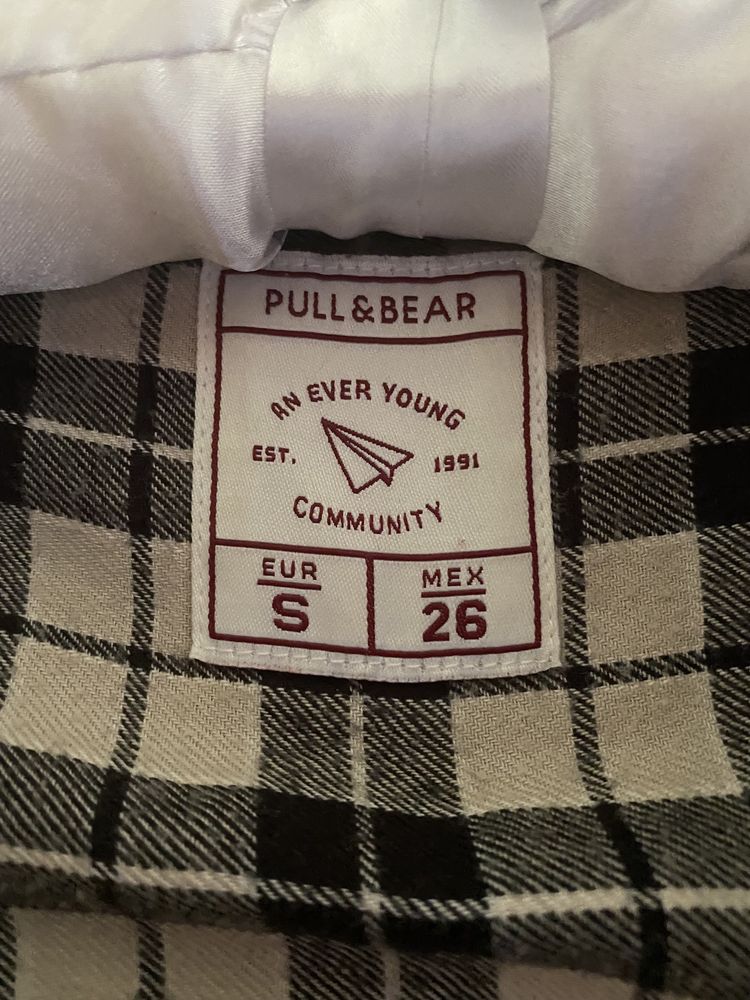 PULL&BEAR
AN EVER YOUNG
EST. 1991
COMMUNITY
EUR MEX
S 26